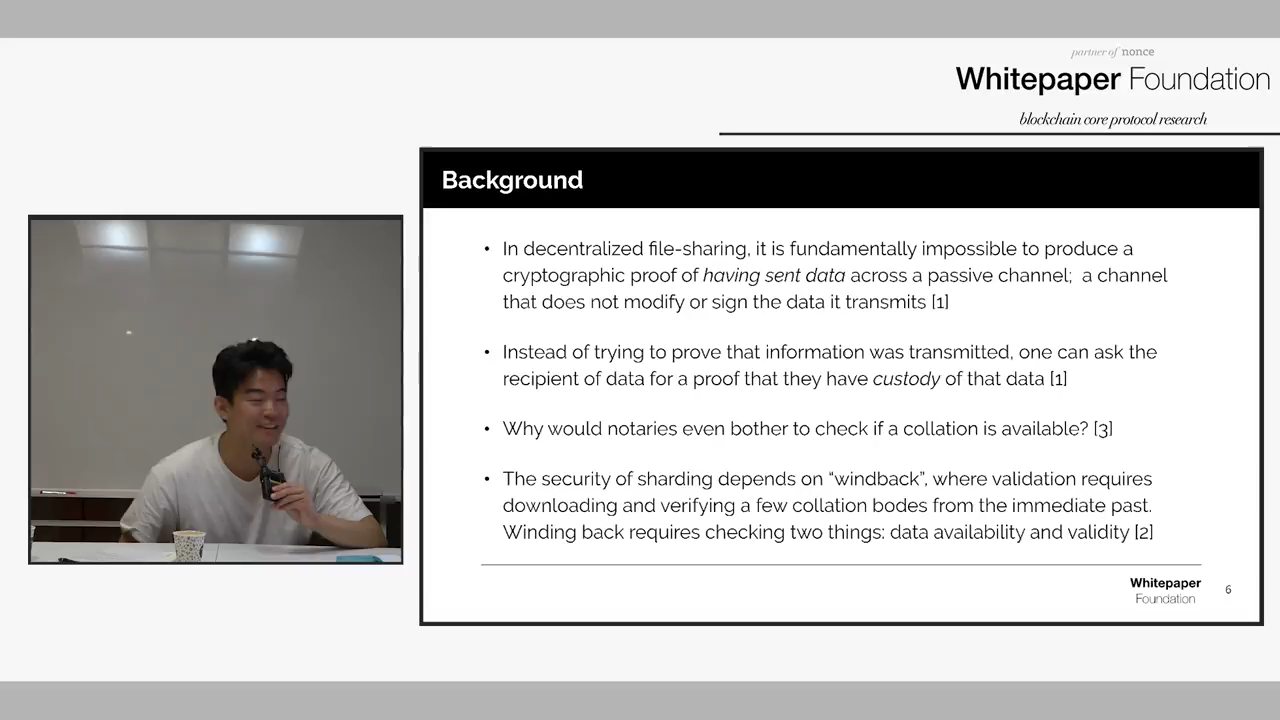 partner of nonce
Whitepaper Foundation
blockchain core protocol research
Background
• In decentralized file-sharing, it is fundamentally impossible to produce a
cryptographic proof of having sent data across a passive channel; a channel
that does not modify or sign the data it transmits [1]
• Instead of trying to prove that information was transmitted, one can ask the
recipient of data for a proof that they have custody of that data [1]
• Why would notaries even bother to check if a collation is available? [3]
• The security of sharding depends on “windback”, where validation requires
downloading and verifying a few collation bodes from the immediate past.
Winding back requires checking two things: data availability and validity [2]
Whitepaper
Foundation
6